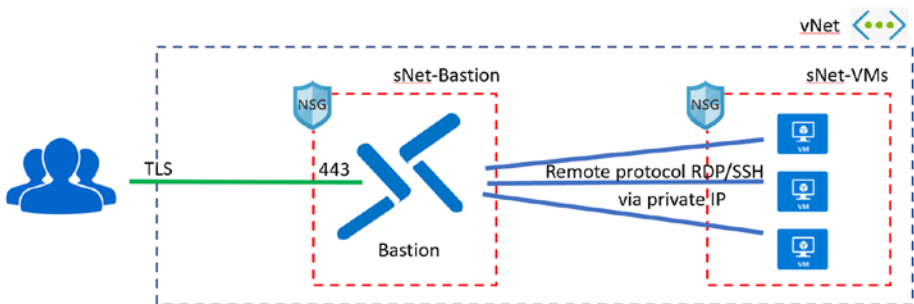 vNet
sNet-Bastion
sNet-VMs
NSG
NSG
VM
TLS
443
Remote protocol RDP/SSH
via private IP
VM
Bastion
VM